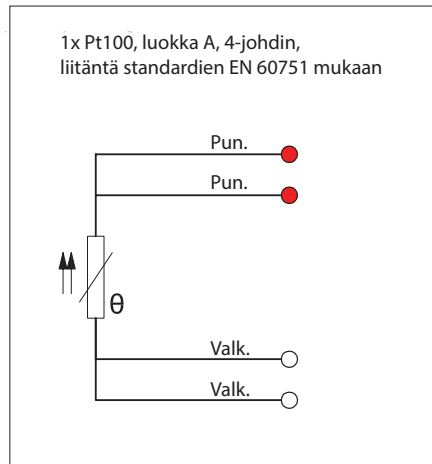 1x Pt100, luokka A, 4-johdin,
liitäntä standardien EN 60751 mukaan
Pun.
Pun.
θ
Valk.
Valk.